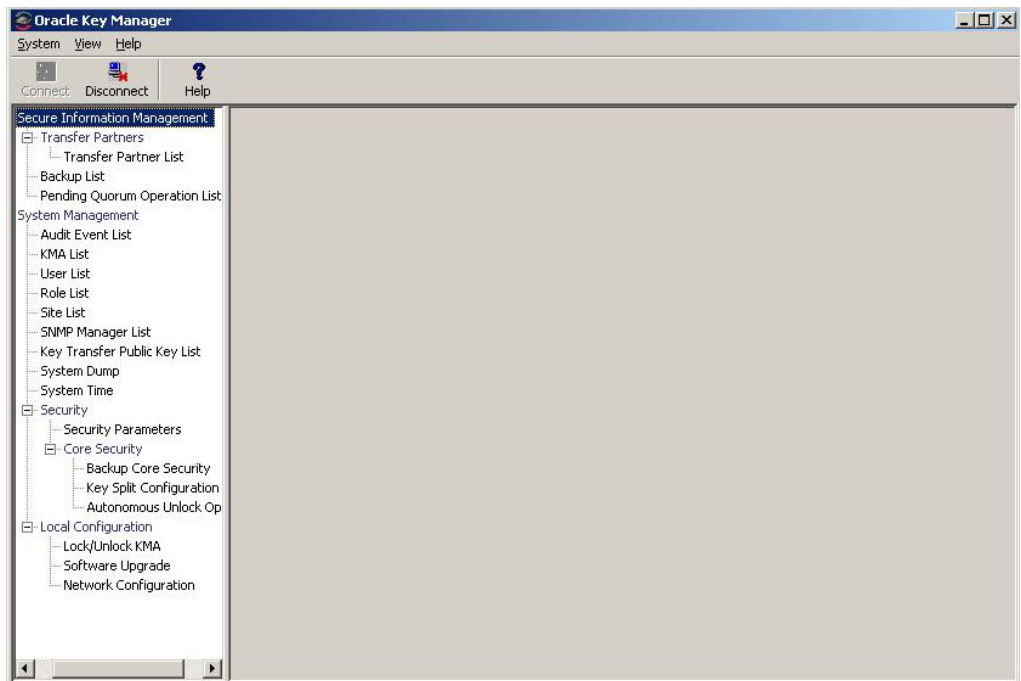 Oracle Key Manager
System View Help
Connect Disconnect Help
Secure Information Management
Transfer Partners
Transfer Partner List
Backup List
Pending Quorum Operation List
System Management
Audit Event List
KMA List
User List
Role List
Site List
SNMP Manager List
Key Transfer Public Key List
System Dump
System Time
Security
Security Parameters
Core Security
Backup Core Security
Key Split Configuration
Autonomous Unlock Op
Local Configuration
Lock/Unlock KMA
Software Upgrade
Network Configuration